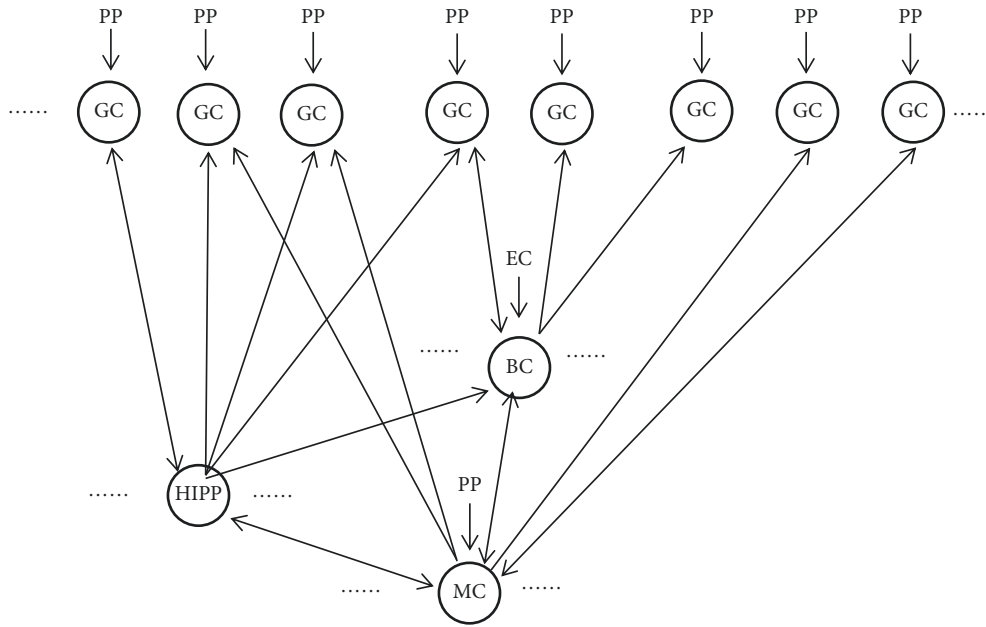 PP PP PP PP PP PP PP PP
...... GC GC GC GC GC GC GC GC .....
EC
...... BC ......
PP
...... HIPP ......
...... MC ......